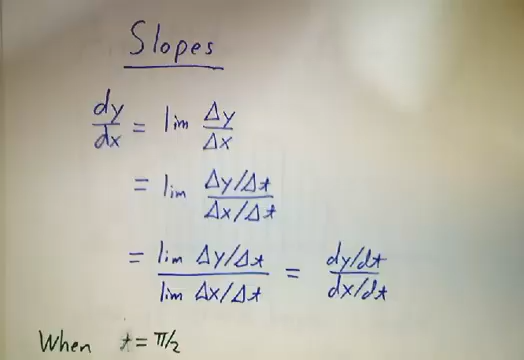 Slopes
dy/dx = lim Δy/Δx
= lim (Δy/Δt)/(Δx/Δt)
= (lim Δy/Δt)/(lim Δx/Δt) = (dy/dt)/(dx/dt)
When t = π/2